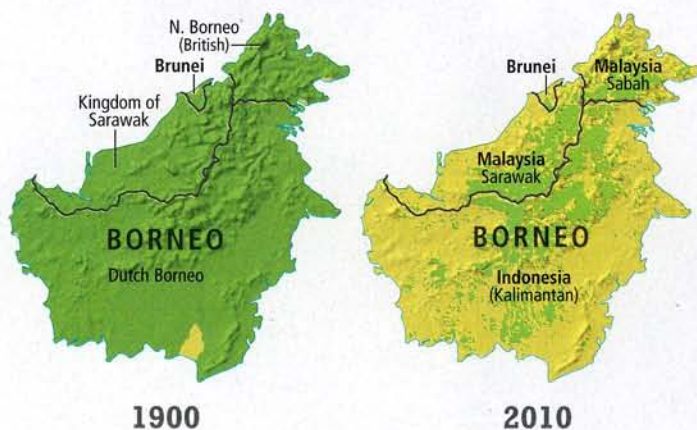 N. Borneo
(British)
Brunei
Kingdom of
Sarawak
BORNEO
Dutch Borneo
1900
Brunei
Malaysia
Sabah
Malaysia
Sarawak
BORNEO
Indonesia
(Kalimantan)
2010